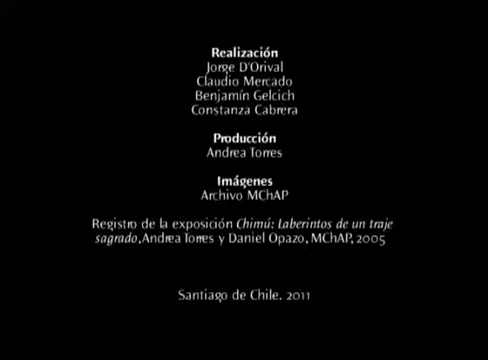 Realización
Jorge D'Orival
Claudio Mercado
Benjamín Gelcich
Constanza Cabrera
Producción
Andrea Torres
Imágenes
Archivo MChAP
Registro de la exposición Chimú: Laberintos de un traje
sagrado,Andrea Torres y Daniel Opazo, MChAP, 2005
Santiago de Chile. 2011